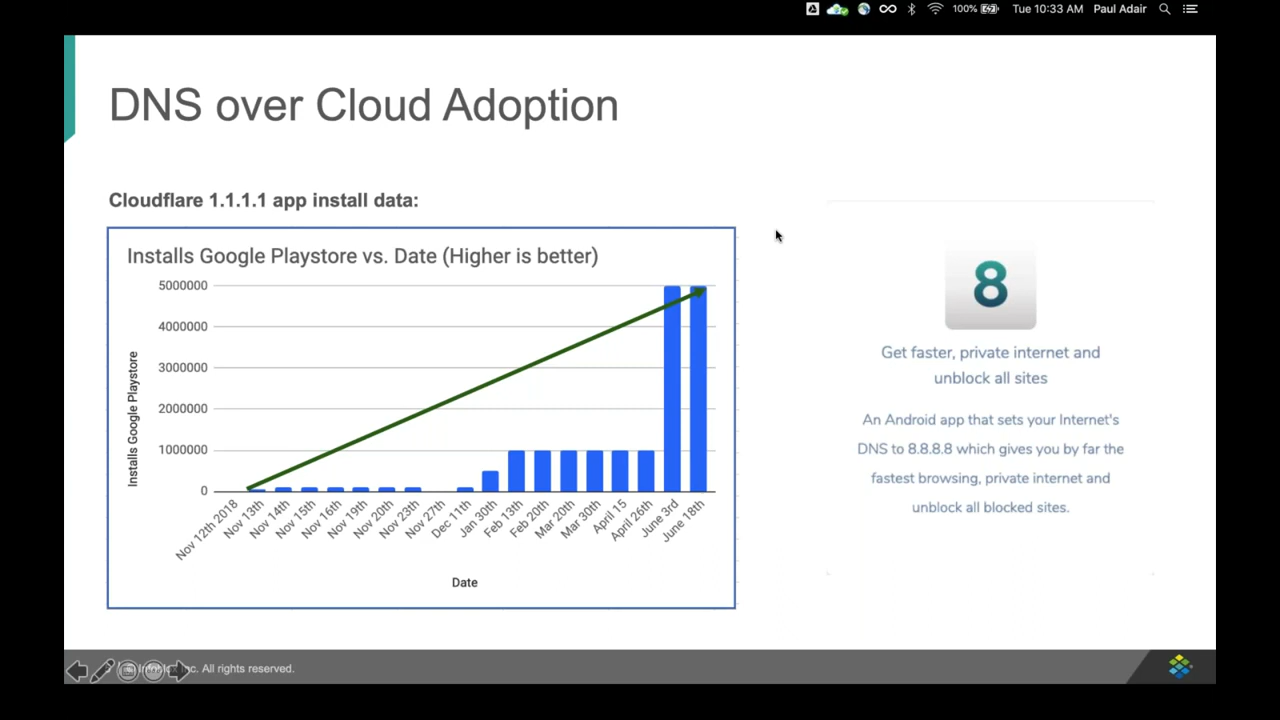 100% Tue 10:33 AM Paul Adair
DNS over Cloud Adoption
Cloudflare 1.1.1.1 app install data:
Installs Google Playstore vs. Date (Higher is better)
5000000
4000000
3000000
2000000
1000000
0
Installs Google Playstore
Nov 12th 2018
Nov 13th
Nov 14th
Nov 15th
Nov 16th
Nov 19th
Nov 20th
Nov 23th
Nov 27th
Dec 11th
Jan 30th
Feb 13th
Feb 20th
Mar 20th
Mar 30th
April 15
April 26th
June 3rd
June 18th
Date
8
Get faster, private internet and
unblock all sites
An Android app that sets your Internet's
DNS to 8.8.8.8 which gives you by far the
fastest browsing, private internet and
unblock all blocked sites.
All rights reserved.